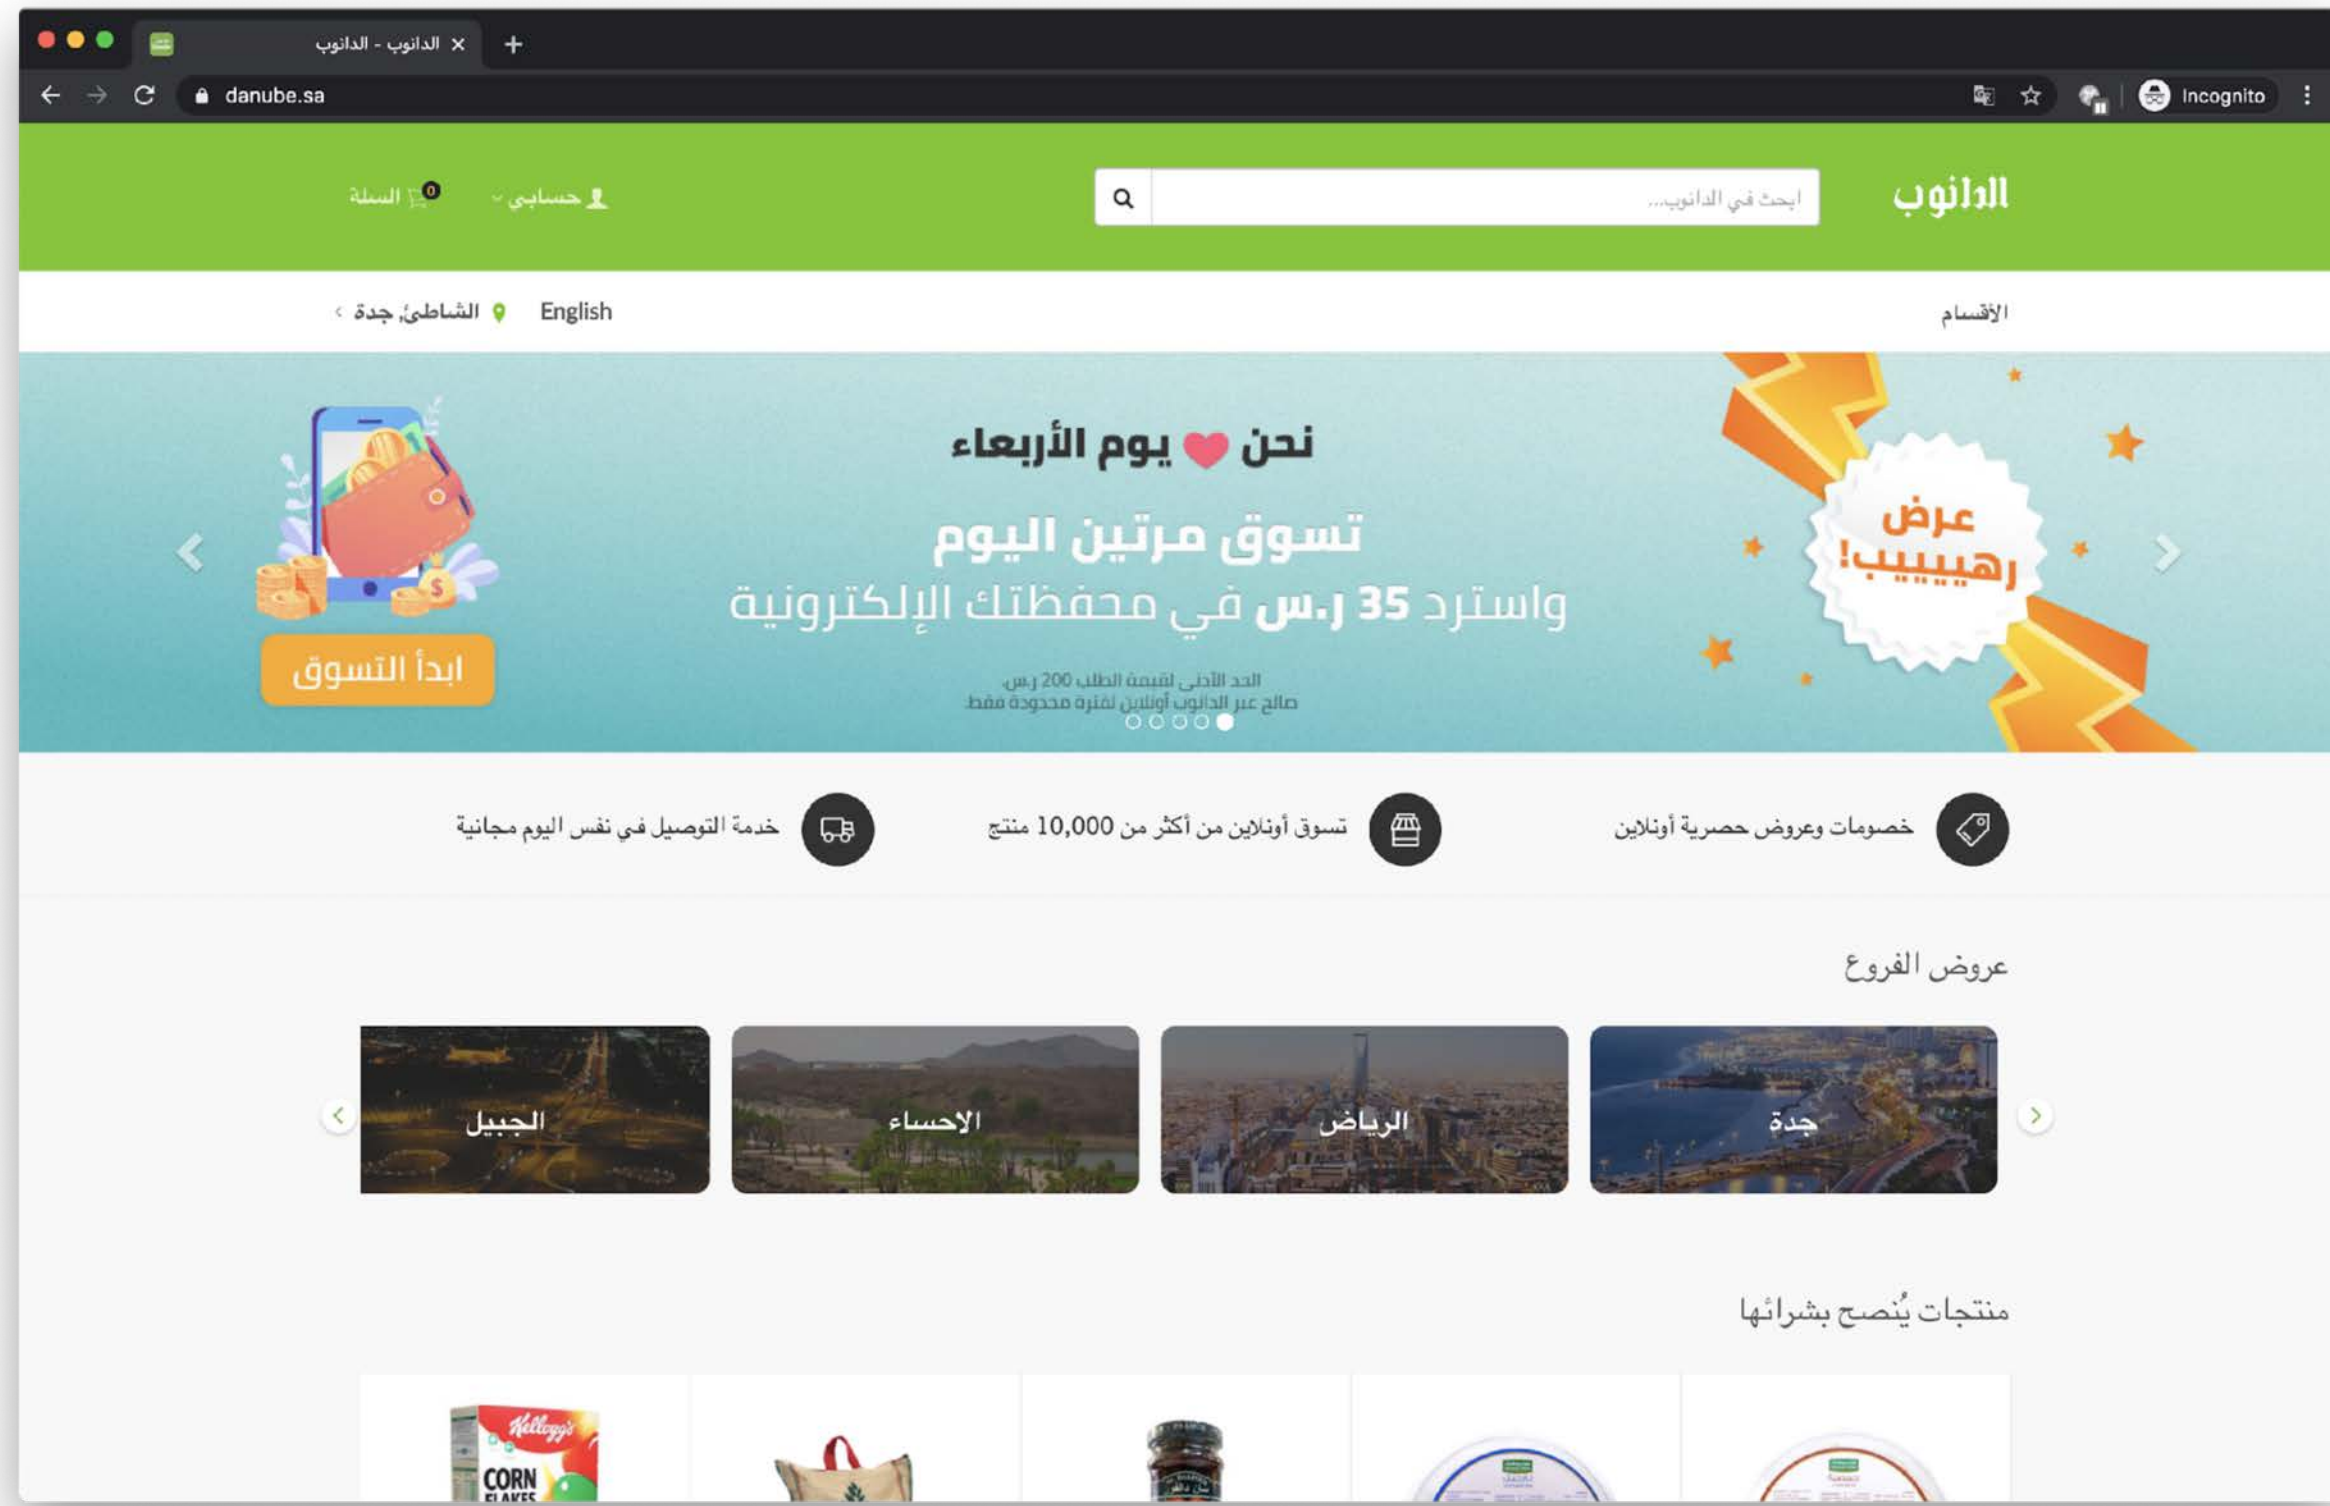 الدانوب - الدانوب
danube.sa
Incognito
الدانوب
ابحث في الدانوب...
حسابي
0
السلة
الأقسام
English
الشاطئ, جدة
عرض
رهيييييب!
نحن يوم الأربعاء
تسوق مرتين اليوم
واسترد 35 ر.س في محفظتك الإلكترونية
الحد الأدنى لقيمة الطلب 200 ر.س.
صالح عبر الدانوب أونلاين لفترة محدودة فقط.
ابدأ التسوق
خصومات وعروض حصرية أونلاين
تسوق أونلاين من أكثر من 10,000 منتج
خدمة التوصيل في نفس اليوم مجانية
عروض الفروع
جدة
الرياض
الاحساء
الجبيل
منتجات يُنصح بشرائها
Kellogg's
CORN
FLAKES